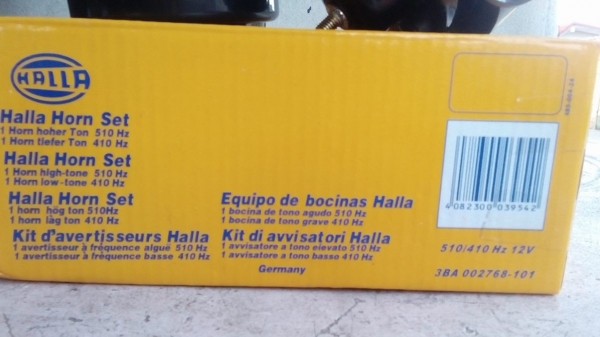 HALLA
Halla Horn Set
1 Horn hoher Ton 510 Hz
1 Horn tiefer Ton 410 Hz
Halla Horn Set
1 Horn high-tone 510 Hz
1 Horn low-tone 410 Hz
Halla Horn Set
1 horn hög ton 510Hz
1 horn låg ton 410 Hz
Kit d'avertisseurs Halla
1 avertisseur à fréquence algué 510 Hz
1 avertisseur à fréquence basse 410 Hz
Equipo de bocinas Halla
1 bocina de tono agudo 510 Hz
1 bocina de tono grave 410 Hz
Kit di avvisatori Halla
1 avvisatore a tono elevato 510 Hz
1 avvisatore a tono basso 410 Hz
Germany
4 082300 039542
510/410 Hz 12V
3BA 002768-101